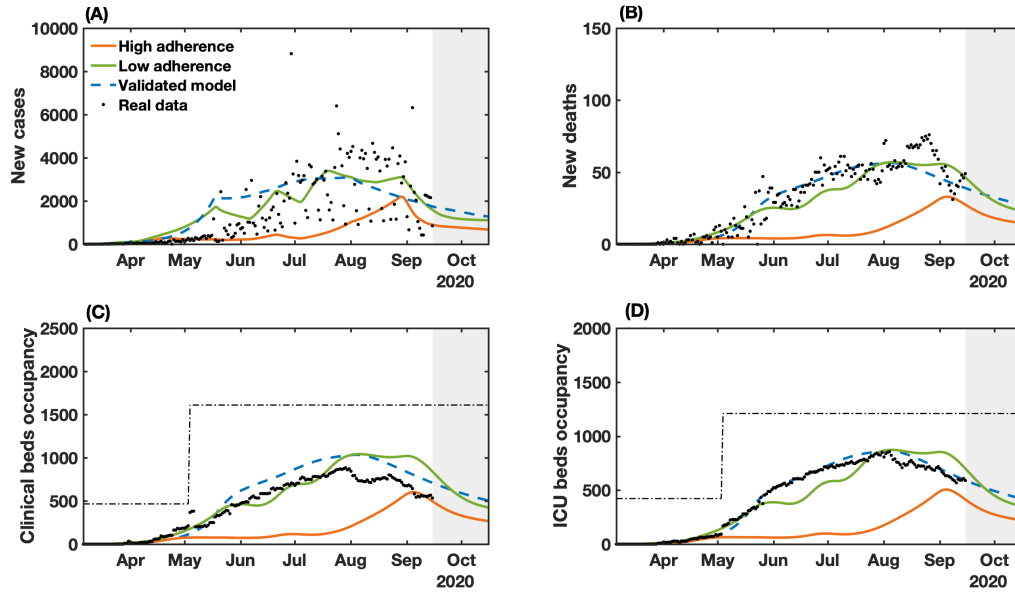 (A)
10000
8000
6000
4000
2000
0
New cases
High adherence
Low adherence
Validated model
Real data
Apr May Jun Jul Aug Sep Oct
2020
(B)
150
100
50
0
New deaths
Apr May Jun Jul Aug Sep Oct
2020
(C)
2500
2000
1500
1000
500
0
Clinical beds occupancy
Apr May Jun Jul Aug Sep Oct
2020
(D)
2000
1500
1000
500
0
ICU beds occupancy
Apr May Jun Jul Aug Sep Oct
2020